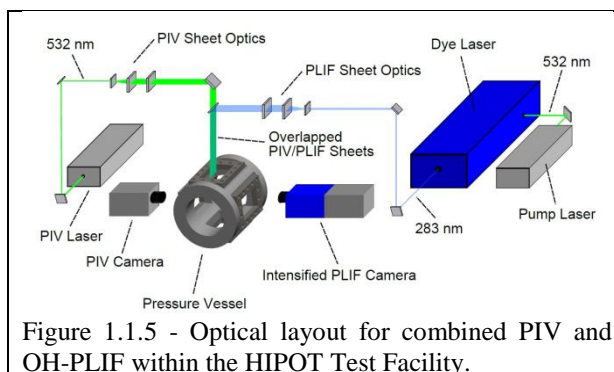 PIV Sheet Optics
532 nm
Dye Laser
532 nm
PLIF Sheet Optics
Overlapped
PIV/PLIF Sheets
PIV Laser
PIV Camera
Pressure Vessel
Intensified PLIF Camera
283 nm
Pump Laser
Figure 1.1.5 - Optical layout for combined PIV and
OH-PLIF within the HIPOT Test Facility.